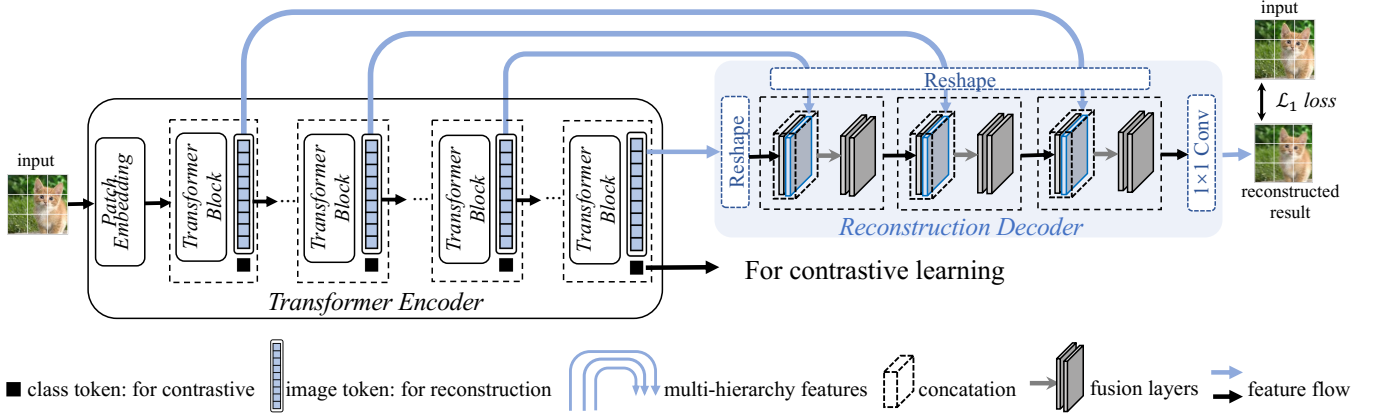 input
Patch
Embedding
Transformer
Block
...
Transformer
Block
...
Transformer
Block
...
Transformer
Block
Transformer Encoder
For contrastive learning
Reshape
Reshape
1×1 Conv
Reconstruction Decoder
input
ℒ₁ loss
reconstructed
result
class token: for contrastive
image token: for reconstruction
multi-hierarchy features
concatation
fusion layers
feature flow